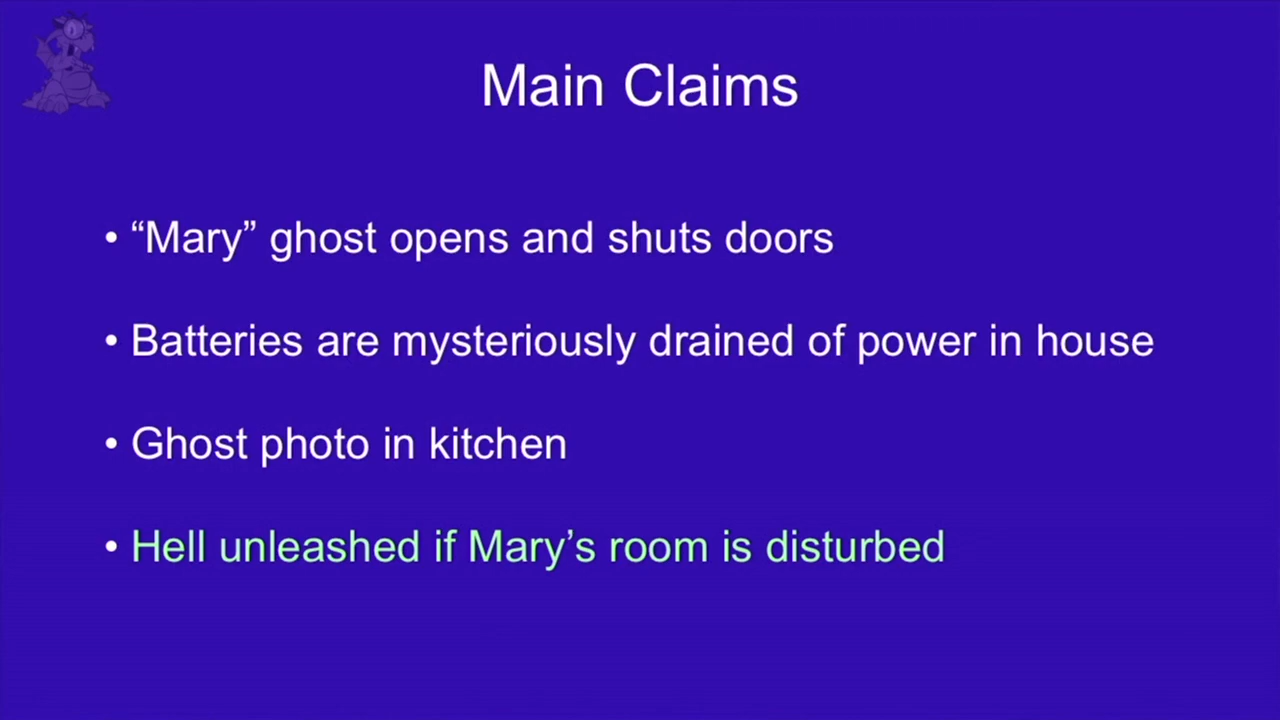 Main Claims
• “Mary” ghost opens and shuts doors
• Batteries are mysteriously drained of power in house
• Ghost photo in kitchen
• Hell unleashed if Mary’s room is disturbed